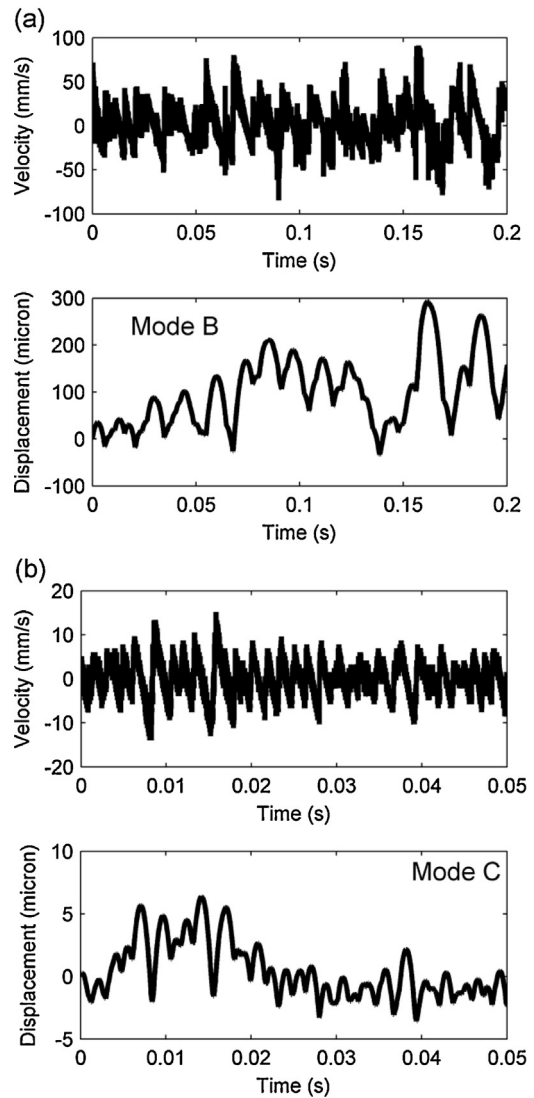 (a)
100
50
0
-50
-100
Velocity (mm/s)
0 0.05 0.1 0.15 0.2
Time (s)
300
200
100
0
-100
Displacement (micron)
Mode B
0 0.05 0.1 0.15 0.2
Time (s)
(b)
20
10
0
-10
-20
Velocity (mm/s)
0 0.01 0.02 0.03 0.04 0.05
Time (s)
10
5
0
-5
Displacement (micron)
Mode C
0 0.01 0.02 0.03 0.04 0.05
Time (s)